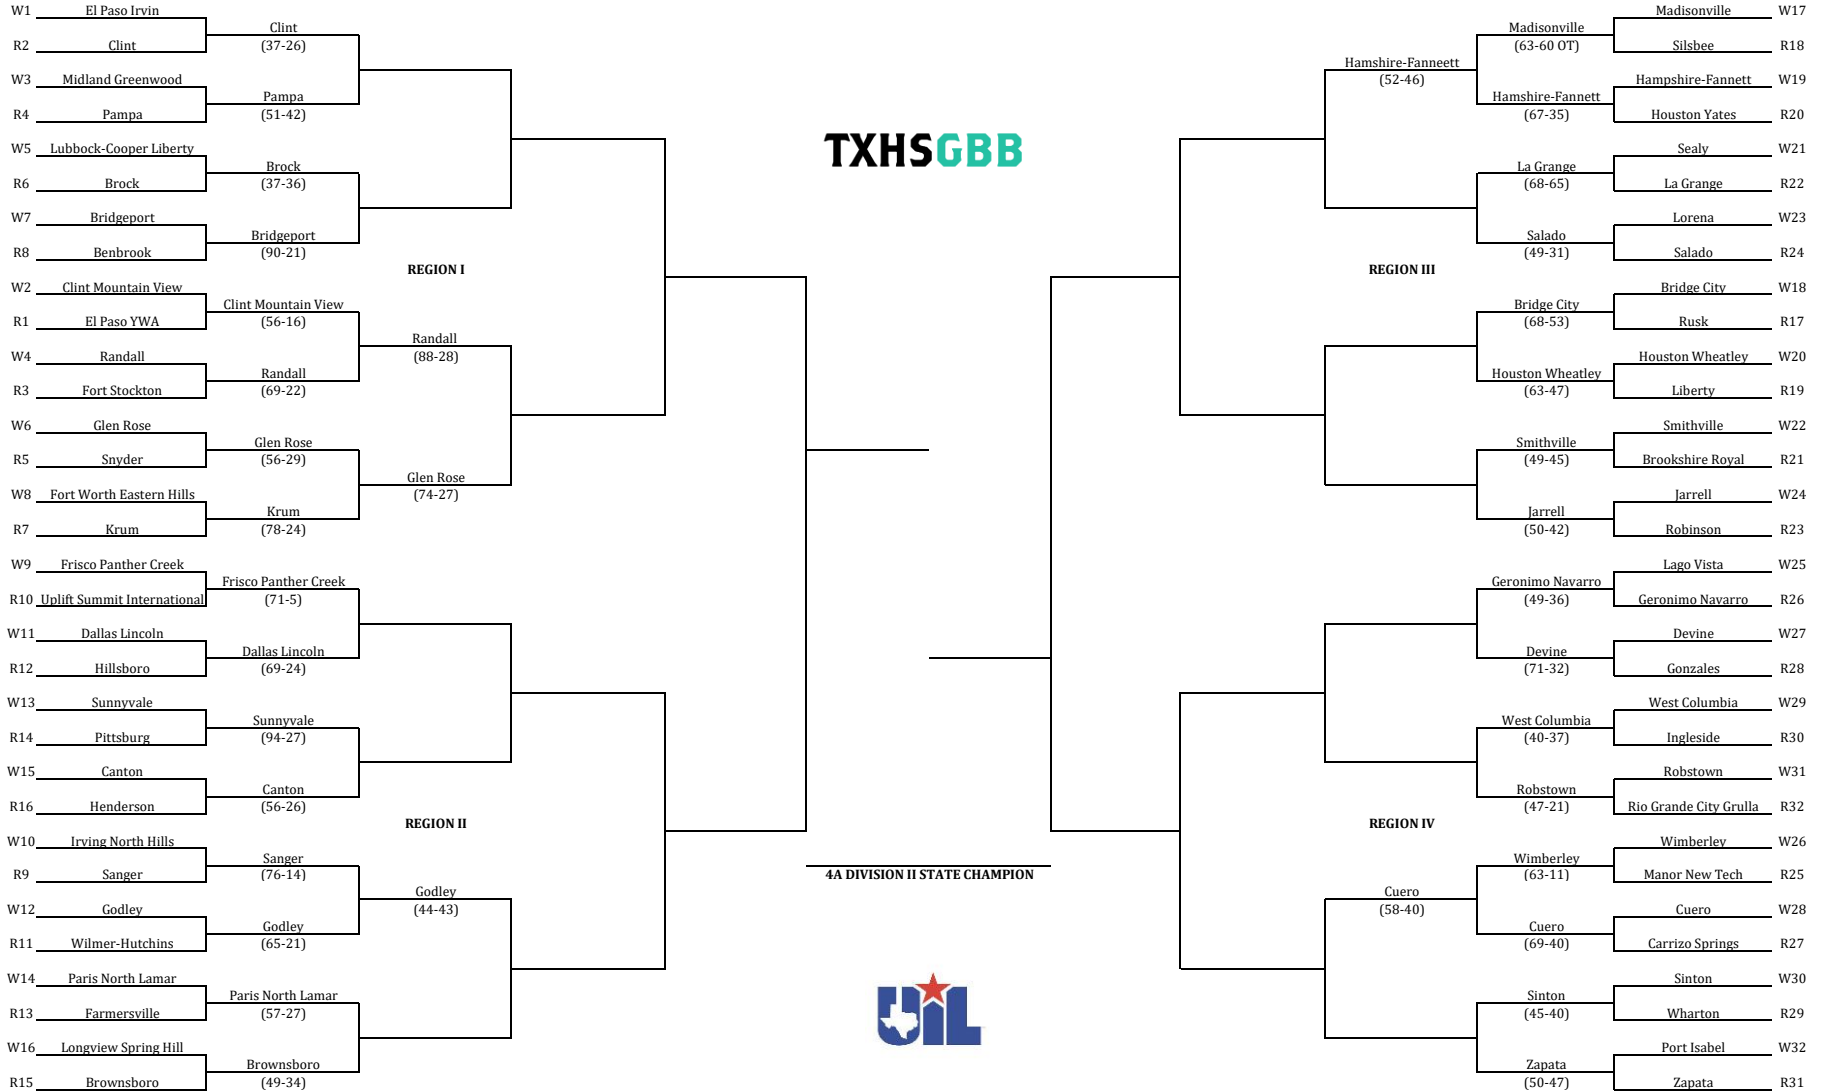 W1 El Paso Irvin
R2 Clint
Clint
(37-26)
W3 Midland Greenwood
R4 Pampa
Pampa
(51-42)
W5 Lubbock-Cooper Liberty
R6 Brock
Brock
(37-36)
W7 Bridgeport
R8 Benbrook
Bridgeport
(90-21)
REGION I
W2 Clint Mountain View
R1 El Paso YWA
Clint Mountain View
(56-16)
W4 Randall
R3 Fort Stockton
Randall
(69-22)
Randall
(88-28)
W6 Glen Rose
R5 Snyder
Glen Rose
(56-29)
W8 Fort Worth Eastern Hills
R7 Krum
Krum
(78-24)
Glen Rose
(74-27)
W9 Frisco Panther Creek
R10 Uplift Summit International
Frisco Panther Creek
(71-5)
W11 Dallas Lincoln
R12 Hillsboro
Dallas Lincoln
(69-24)
W13 Sunnyvale
R14 Pittsburg
Sunnyvale
(94-27)
W15 Canton
R16 Henderson
Canton
(56-26)
REGION II
W10 Irving North Hills
R9 Sanger
Sanger
(76-14)
W12 Godley
R11 Wilmer-Hutchins
Godley
(65-21)
Godley
(44-43)
W14 Paris North Lamar
R13 Farmersville
Paris North Lamar
(57-27)
W16 Longview Spring Hill
R15 Brownsboro
Brownsboro
(49-34)
TXHSGBB
4A DIVISION II STATE CHAMPION
UIL
Madisonville W17
Silsbee R18
Madisonville
(63-60 OT)
Hampshire-Fannett W19
Houston Yates R20
Hamshire-Fannett
(67-35)
Hamshire-Fanneett
(52-46)
Sealy W21
La Grange R22
La Grange
(68-65)
Lorena W23
Salado R24
Salado
(49-31)
REGION III
Bridge City W18
Rusk R17
Bridge City
(68-53)
Houston Wheatley W20
Liberty R19
Houston Wheatley
(63-47)
Smithville W22
Brookshire Royal R21
Smithville
(49-45)
Jarrell W24
Robinson R23
Jarrell
(50-42)
Lago Vista W25
Geronimo Navarro R26
Geronimo Navarro
(49-36)
Devine W27
Gonzales R28
Devine
(71-32)
West Columbia W29
Ingleside R30
West Columbia
(40-37)
Robstown W31
Rio Grande City Grulla R32
Robstown
(47-21)
REGION IV
Wimberley W26
Manor New Tech R25
Wimberley
(63-11)
Cuero W28
Carrizo Springs R27
Cuero
(69-40)
Cuero
(58-40)
Sinton W30
Wharton R29
Sinton
(45-40)
Port Isabel W32
Zapata R31
Zapata
(50-47)